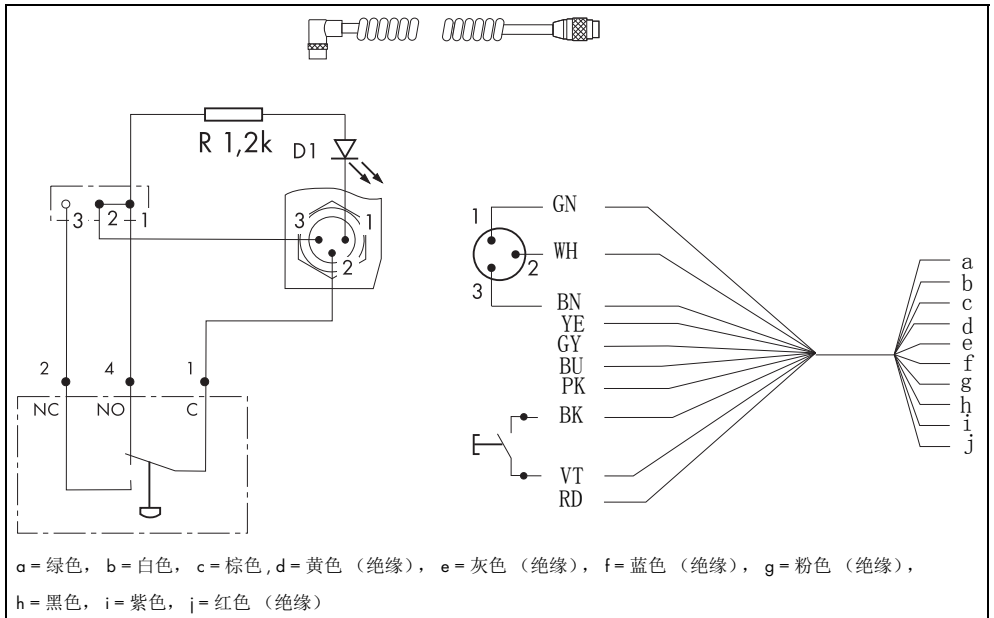 R 1,2k
D1
3 2 1
3 1
2
2 4 1
NC NO C
1
2
3
GN
WH
BN
YE
GY
BU
PK
BK
VT
RD
a
b
c
d
e
f
g
h
i
j
a = 绿色， b = 白色， c = 棕色 , d = 黄色 （绝缘）， e = 灰色 （绝缘）， f = 蓝色 （绝缘）， g = 粉色 （绝缘），
h = 黑色， i = 紫色， j = 红色 （绝缘）